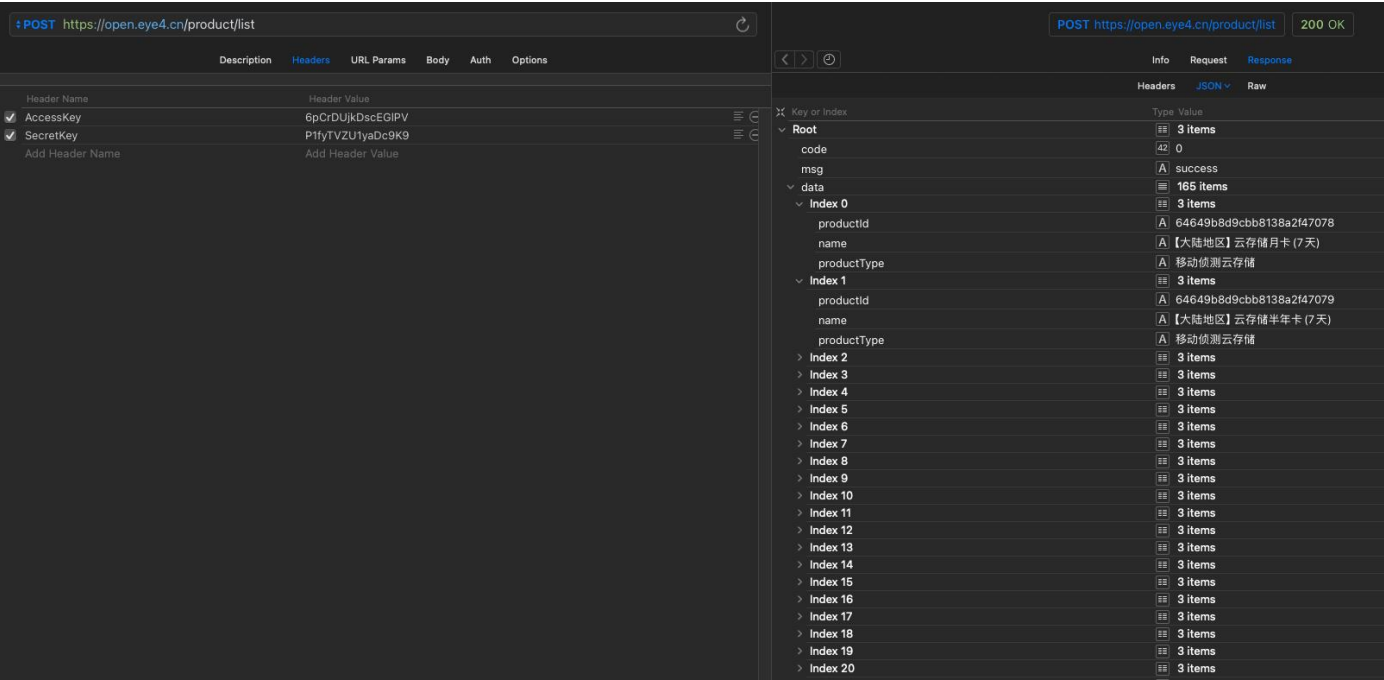 POST https://open.eye4.cn/product/list
Description Headers URL Params Body Auth Options
Header Name Header Value
AccessKey 6pCrDUjkDscEGIPV
SecretKey P1fyTVZU1yaDc9K9
Add Header Name Add Header Value
POST https://open.eye4.cn/product/list 200 OK
Info Request Response
Headers JSON Raw
Key or Index Type Value
Root 3 items
code 42 0
msg A success
data 165 items
Index 0 3 items
productId A 64649b8d9cbb8138a2f47078
name A 【大陆地区】云存储月卡(7天)
productType A 移动侦测云存储
Index 1 3 items
productId A 64649b8d9cbb8138a2f47079
name A 【大陆地区】云存储半年卡(7天)
productType A 移动侦测云存储
Index 2 3 items
Index 3 3 items
Index 4 3 items
Index 5 3 items
Index 6 3 items
Index 7 3 items
Index 8 3 items
Index 9 3 items
Index 10 3 items
Index 11 3 items
Index 12 3 items
Index 13 3 items
Index 14 3 items
Index 15 3 items
Index 16 3 items
Index 17 3 items
Index 18 3 items
Index 19 3 items
Index 20 3 items